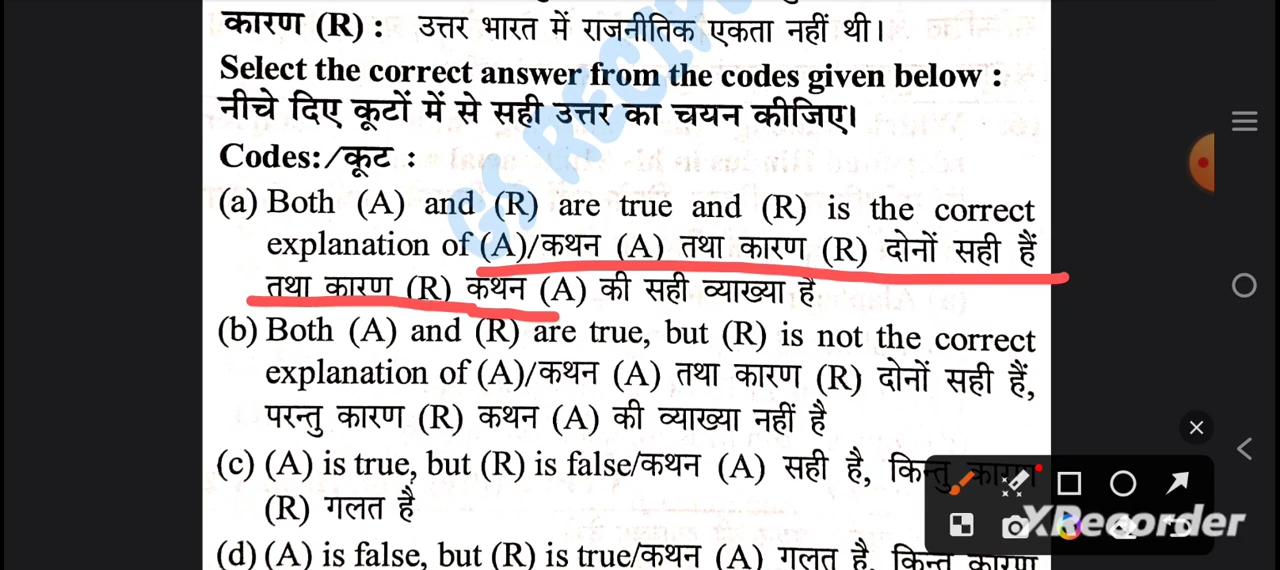 कारण (R) : उत्तर भारत में राजनीतिक एकता नहीं थी।
Select the correct answer from the codes given below :
नीचे दिए कूटों में से सही उत्तर का चयन कीजिए।
Codes:/कूट :
(a) Both (A) and (R) are true and (R) is the correct
explanation of (A)/कथन (A) तथा कारण (R) दोनों सही हैं
तथा कारण (R) कथन (A) की सही व्याख्या है
(b) Both (A) and (R) are true, but (R) is not the correct
explanation of (A)/कथन (A) तथा कारण (R) दोनों सही हैं,
परन्तु कारण (R) कथन (A) की व्याख्या नहीं है
(c) (A) is true, but (R) is false/कथन (A) सही है, किन्तु कारण
(R) गलत है
(d) (A) is false, but (R) is true/कथन (A) गलत है, किन्तु कारण
GS
XRecorder